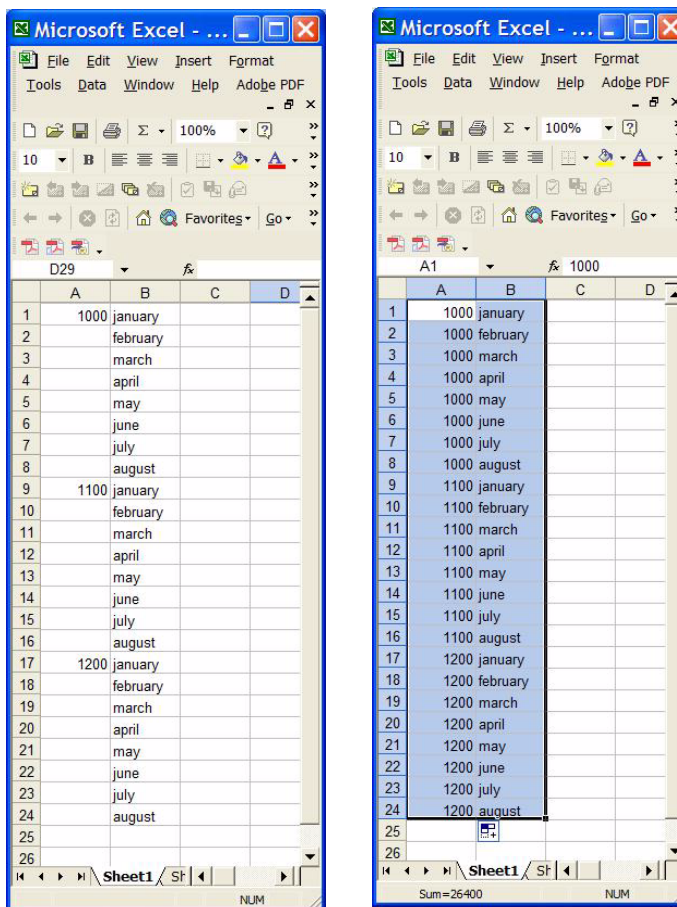 Microsoft Excel - ...
File Edit View Insert Format
Tools Data Window Help Adobe PDF
Σ 100% ?
10 B A
Favorites Go
D29 fx
A B C D
1 1000 january
2 february
3 march
4 april
5 may
6 june
7 july
8 august
9 1100 january
10 february
11 march
12 april
13 may
14 june
15 july
16 august
17 1200 january
18 february
19 march
20 april
21 may
22 june
23 july
24 august
25
26
Sheet1 Sh
NUM
Microsoft Excel - ...
File Edit View Insert Format
Tools Data Window Help Adobe PDF
Σ 100% ?
10 B A
Favorites Go
A1 fx 1000
A B C D
1 1000 january
2 1000 february
3 1000 march
4 1000 april
5 1000 may
6 1000 june
7 1000 july
8 1000 august
9 1100 january
10 1100 february
11 1100 march
12 1100 april
13 1100 may
14 1100 june
15 1100 july
16 1100 august
17 1200 january
18 1200 february
19 1200 march
20 1200 april
21 1200 may
22 1200 june
23 1200 july
24 1200 august
25
26
Sheet1 Sh
Sum=26400 NUM